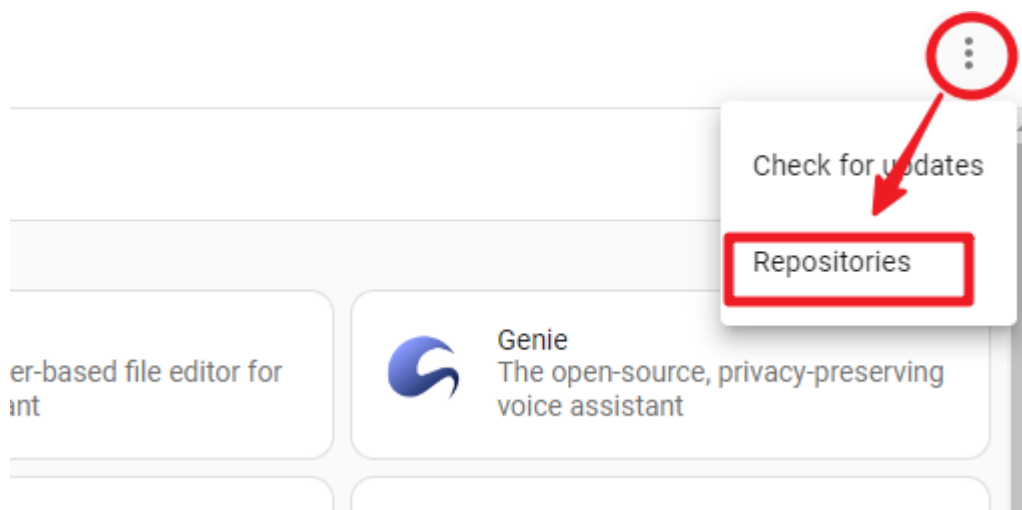 Check for updates
Repositories
er-based file editor for
ant
Genie
The open-source, privacy-preserving
voice assistant